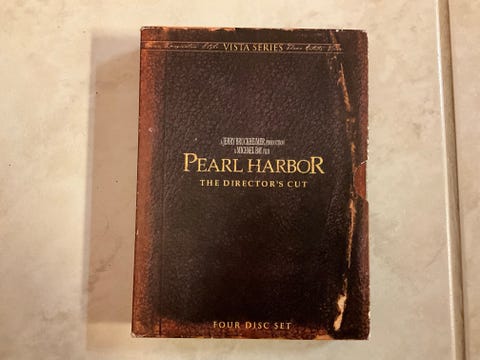 VISTA SERIES
A JERRY BRUCKHEIMER PRODUCTION
A MICHAEL BAY FILM
PEARL HARBOR
THE DIRECTOR'S CUT
FOUR DISC SET